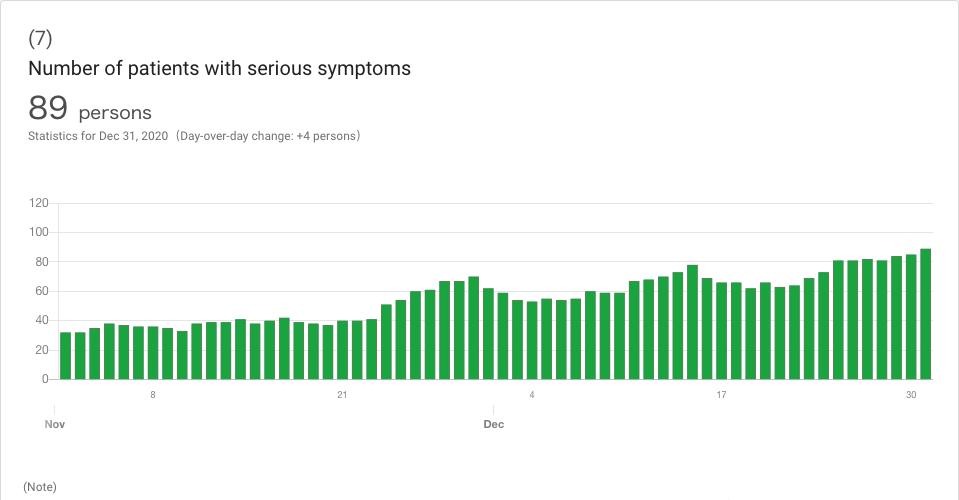 (7)
Number of patients with serious symptoms
89 persons
Statistics for Dec 31, 2020（Day-over-day change: +4 persons）
120
100
80
60
40
20
0
8 21 4 17 30
Nov Dec
(Note)